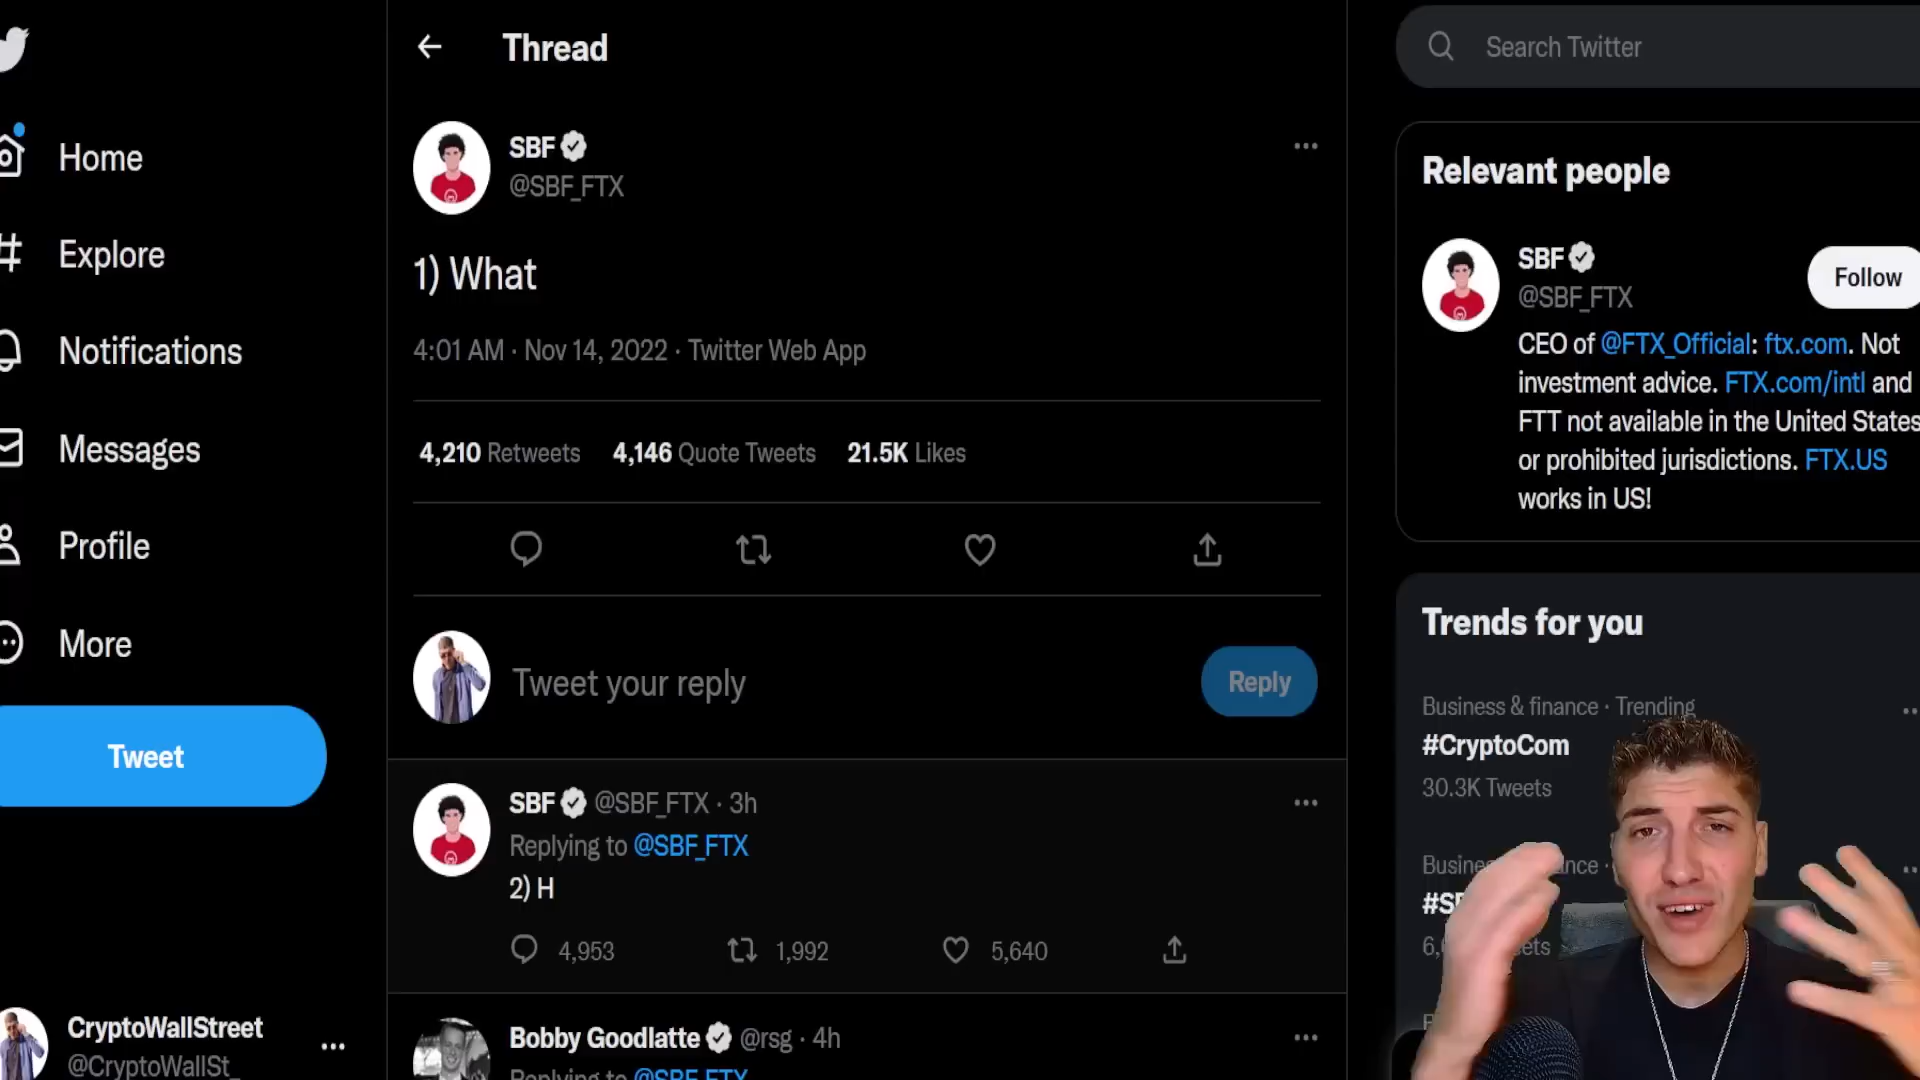 Home
Explore
Notifications
Messages
Profile
More
Tweet
CryptoWallStreet
@CryptoWallSt_
Thread
SBF
@SBF_FTX
1) What
4:01 AM · Nov 14, 2022 · Twitter Web App
4,210 Retweets 4,146 Quote Tweets 21.5K Likes
Tweet your reply
Reply
SBF @SBF_FTX · 3h
Replying to @SBF_FTX
2) H
4,953 1,992 5,640
Bobby Goodlatte @rsg · 4h
Replying to @SBF_FTX
Search Twitter
Relevant people
SBF
@SBF_FTX
Follow
CEO of @FTX_Official: ftx.com. Not
investment advice. FTX.com/intl and
FTT not available in the United States
or prohibited jurisdictions. FTX.US
works in US!
Trends for you
Business & finance · Trending
#CryptoCom
30.3K Tweets